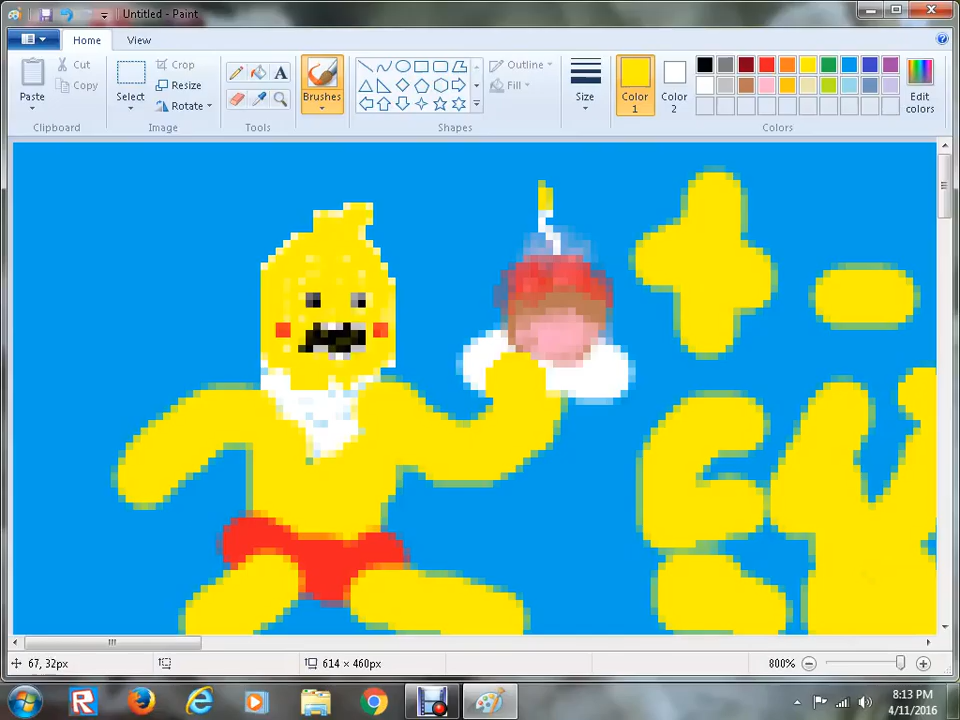 Untitled - Paint
Home View
Paste
Cut
Copy
Clipboard
Select
Crop
Resize
Rotate
Image
A
Tools
Brushes
Outline
Fill
Shapes
Size
Color 1
Color 2
Edit colors
Colors
67, 32px
614 × 460px
800%
8:13 PM
4/11/2016